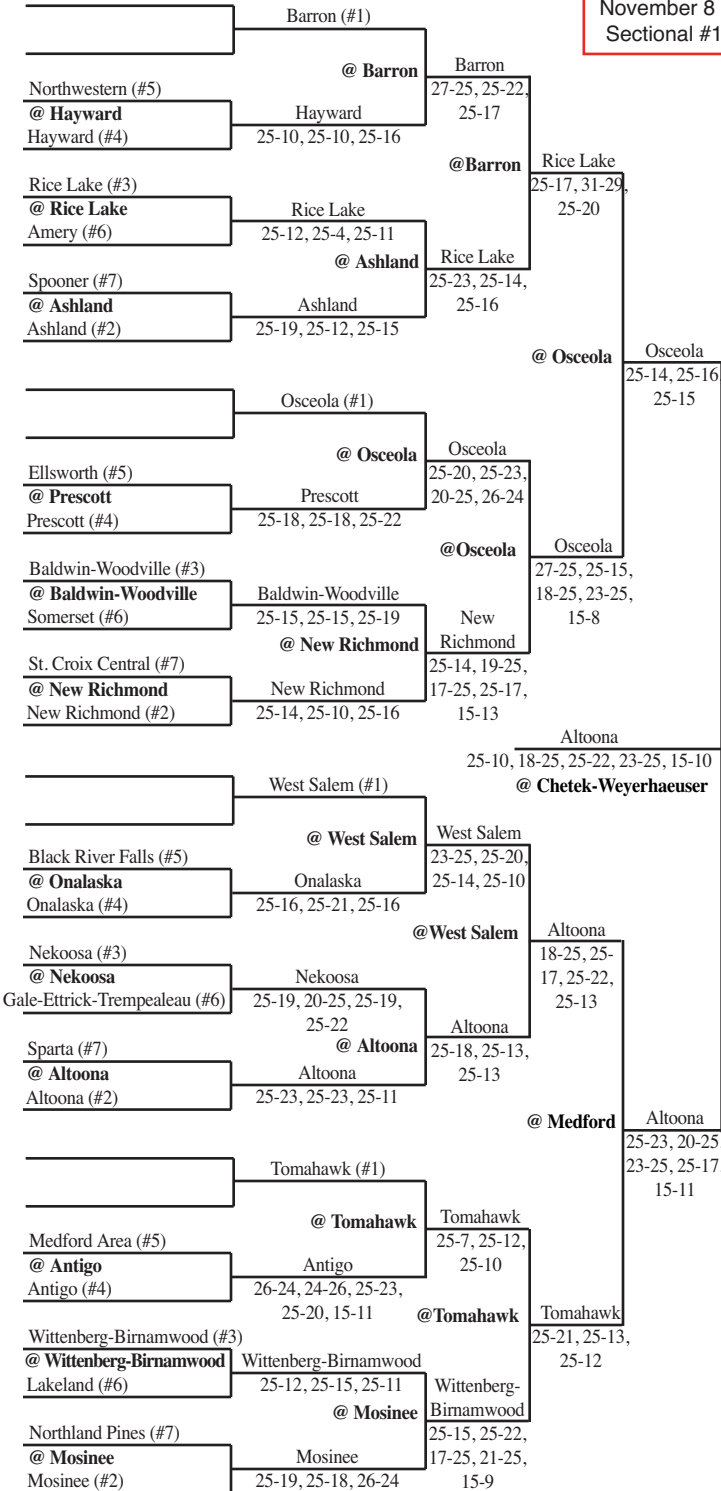 November 8
Sectional #1
Barron (#1)
@ Barron
Barron
27-25, 25-22,
25-17
Northwestern (#5)
@ Hayward
Hayward (#4)
Hayward
25-10, 25-10, 25-16
@Barron
Rice Lake
25-17, 31-29,
25-20
Rice Lake (#3)
@ Rice Lake
Amery (#6)
Rice Lake
25-12, 25-4, 25-11
@ Ashland
Rice Lake
25-23, 25-14,
25-16
Spooner (#7)
@ Ashland
Ashland (#2)
Ashland
25-19, 25-12, 25-15
@ Osceola
Osceola
25-14, 25-16
25-15
Osceola (#1)
@ Osceola
Osceola
25-20, 25-23,
20-25, 26-24
Ellsworth (#5)
@ Prescott
Prescott (#4)
Prescott
25-18, 25-18, 25-22
@Osceola
Osceola
27-25, 25-15,
18-25, 23-25,
15-8
Baldwin-Woodville (#3)
@ Baldwin-Woodville
Somerset (#6)
Baldwin-Woodville
25-15, 25-15, 25-19
@ New Richmond
New
Richmond
25-14, 19-25,
17-25, 25-17,
15-13
St. Croix Central (#7)
@ New Richmond
New Richmond (#2)
New Richmond
25-14, 25-10, 25-16
Altoona
25-10, 18-25, 25-22, 23-25, 15-10
@ Chetek-Weyerhaeuser
West Salem (#1)
@ West Salem
West Salem
23-25, 25-20,
25-14, 25-10
Black River Falls (#5)
@ Onalaska
Onalaska (#4)
Onalaska
25-16, 25-21, 25-16
@West Salem
Altoona
18-25, 25-
17, 25-22,
25-13
Nekoosa (#3)
@ Nekoosa
Gale-Ettrick-Trempealeau (#6)
Nekoosa
25-19, 20-25, 25-19,
25-22
@ Altoona
Altoona
25-18, 25-13,
25-13
Sparta (#7)
@ Altoona
Altoona (#2)
Altoona
25-23, 25-23, 25-11
@ Medford
Altoona
25-23, 20-25
23-25, 25-17
15-11
Tomahawk (#1)
@ Tomahawk
Tomahawk
25-7, 25-12,
25-10
Medford Area (#5)
@ Antigo
Antigo (#4)
Antigo
26-24, 24-26, 25-23,
25-20, 15-11
@Tomahawk
Tomahawk
25-21, 25-13,
25-12
Wittenberg-Birnamwood (#3)
@ Wittenberg-Birnamwood
Lakeland (#6)
Wittenberg-Birnamwood
25-12, 25-15, 25-11
@ Mosinee
Wittenberg-
Birnamwood
25-15, 25-22,
17-25, 21-25,
15-9
Northland Pines (#7)
@ Mosinee
Mosinee (#2)
Mosinee
25-19, 25-18, 26-24